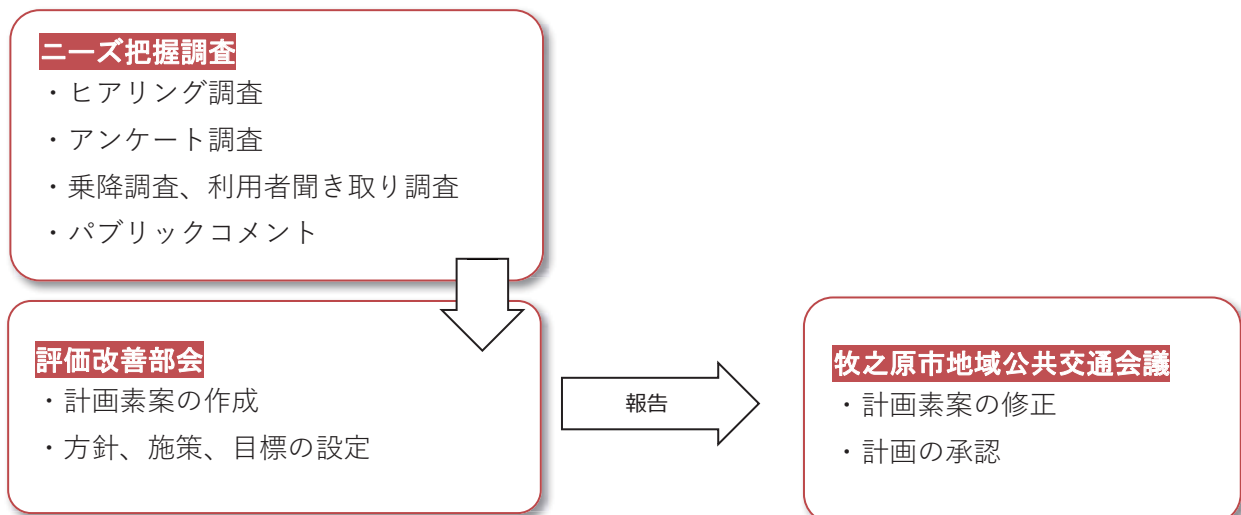 ニーズ把握調査
・ヒアリング調査
・アンケート調査
・乗降調査、利用者聞き取り調査
・パブリックコメント
評価改善部会
・計画素案の作成
・方針、施策、目標の設定
報告
牧之原市地域公共交通会議
・計画素案の修正
・計画の承認